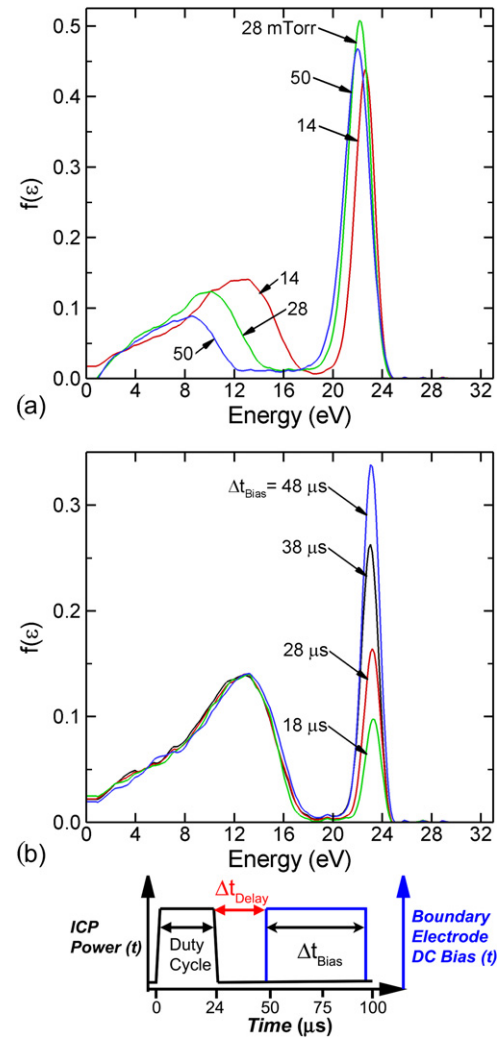 0.5
28 mTorr
50
0.4
14
0.3
f(ε)
0.2
14
0.1
28
50
0.0
0 4 8 12 16 20 24 28 32
(a)
Energy (eV)
Δt_Bias = 48 μs
0.3
38 μs
0.2
f(ε)
28 μs
0.1
18 μs
0.0
0 4 8 12 16 20 24 28 32
(b)
Energy (eV)
Δt_Delay
ICP
Power (t)
Duty
Cycle
Δt_Bias
Boundary
Electrode
DC Bias (t)
0 24 50 75 100
Time (μs)